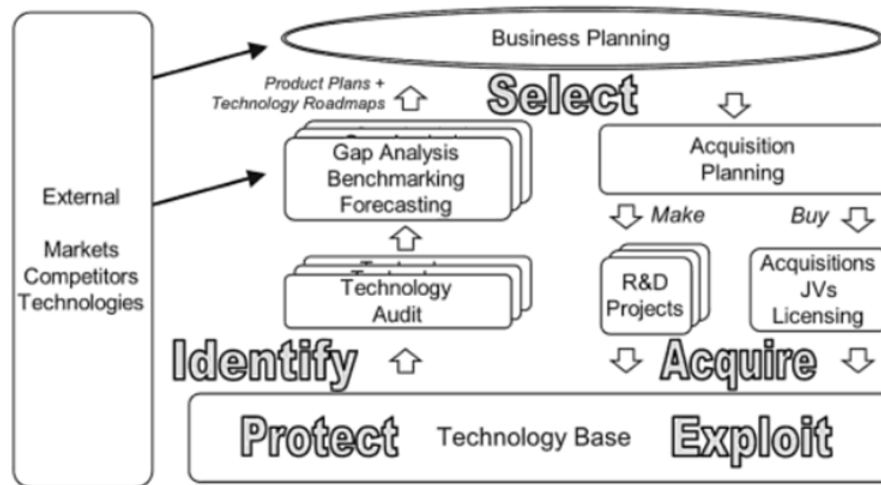 Business Planning
Product Plans +
Technology Roadmaps
Select
Gap Analysis
Benchmarking
Forecasting
Acquisition
Planning
External
Markets
Competitors
Technologies
Make
Buy
Technology
Audit
R&D
Projects
Acquisitions
JVs
Licensing
Identify
Acquire
Protect
Technology Base
Exploit